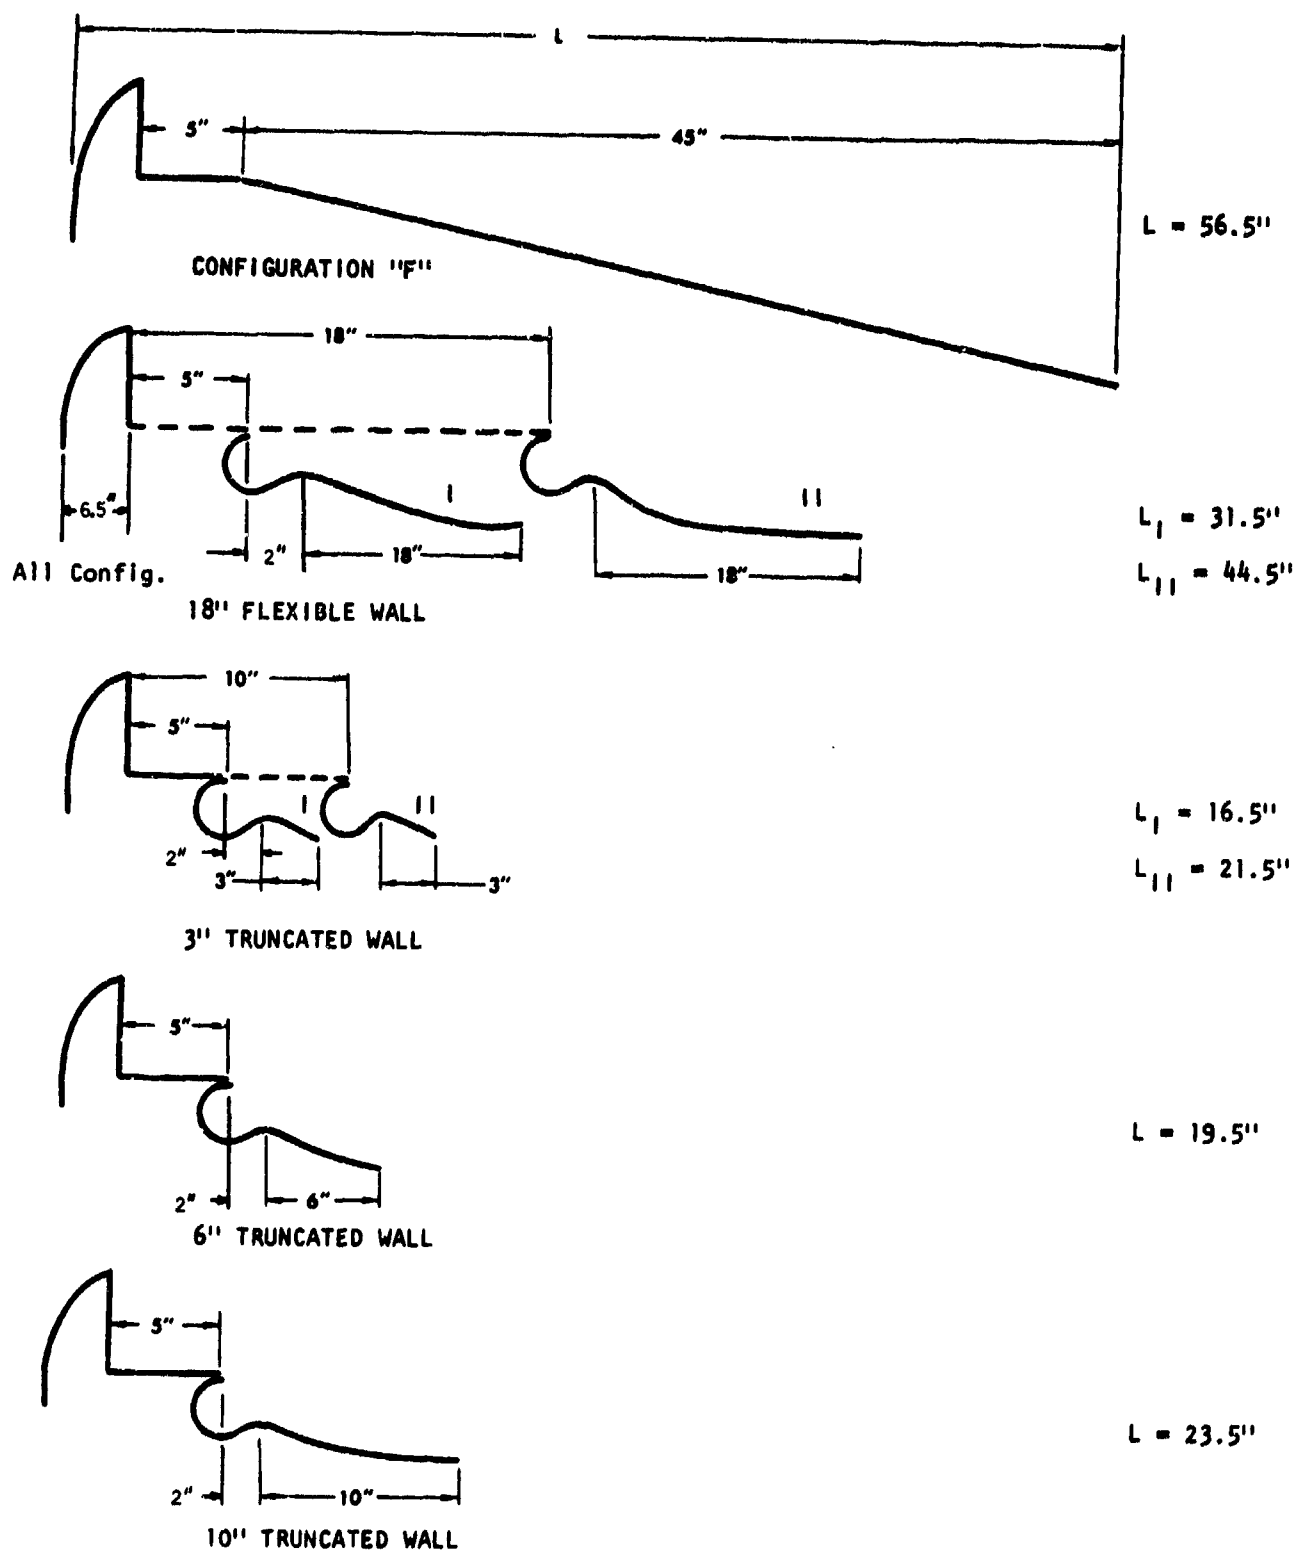 L
5"
45"
L = 56.5"
CONFIGURATION "F"
18"
5"
I
II
6.5"
2"
18"
18"
All Config.
L_I = 31.5"
L_II = 44.5"
18" FLEXIBLE WALL
10"
5"
I
II
2"
3"
3"
L_I = 16.5"
L_II = 21.5"
3" TRUNCATED WALL
5"
2"
6"
L = 19.5"
6" TRUNCATED WALL
5"
2"
10"
L = 23.5"
10" TRUNCATED WALL